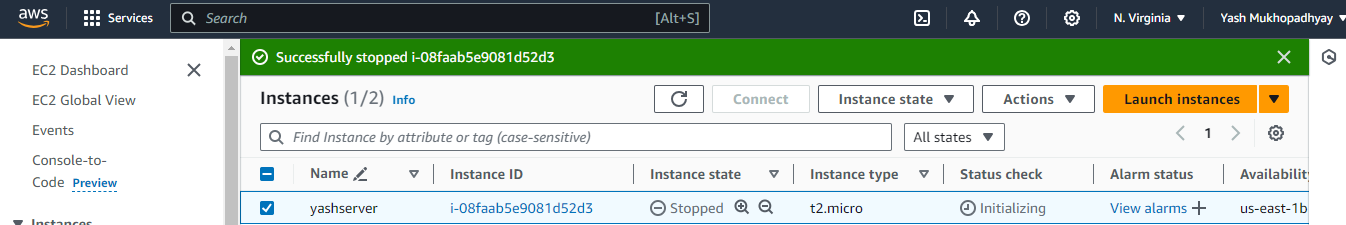 aws Services Search [Alt+S] N. Virginia Yash Mukhopadhyay
EC2 Dashboard
EC2 Global View
Events
Console-to-
Code Preview
Instances
Successfully stopped i-08faab5e9081d52d3
Instances (1/2) Info Connect Instance state Actions Launch instances
Find Instance by attribute or tag (case-sensitive) All states 1
Name Instance ID Instance state Instance type Status check Alarm status Availability
yashserver i-08faab5e9081d52d3 Stopped t2.micro Initializing View alarms us-east-1b